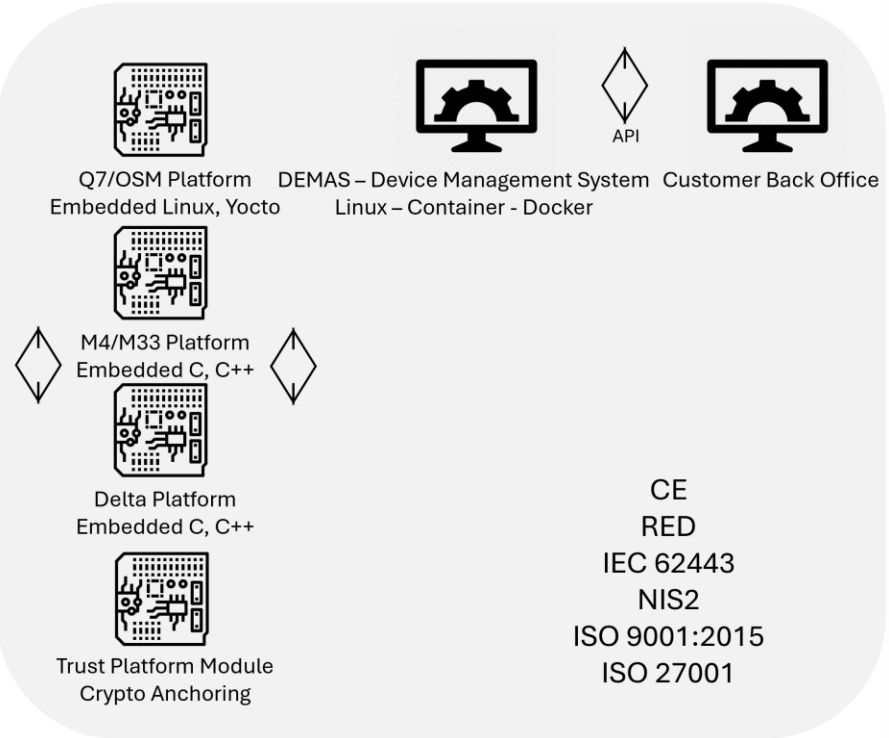 Q7/OSM Platform
Embedded Linux, Yocto
DEMAS – Device Management System
Linux – Container - Docker
API
Customer Back Office
M4/M33 Platform
Embedded C, C++
Delta Platform
Embedded C, C++
Trust Platform Module
Crypto Anchoring
CE
RED
IEC 62443
NIS2
ISO 9001:2015
ISO 27001